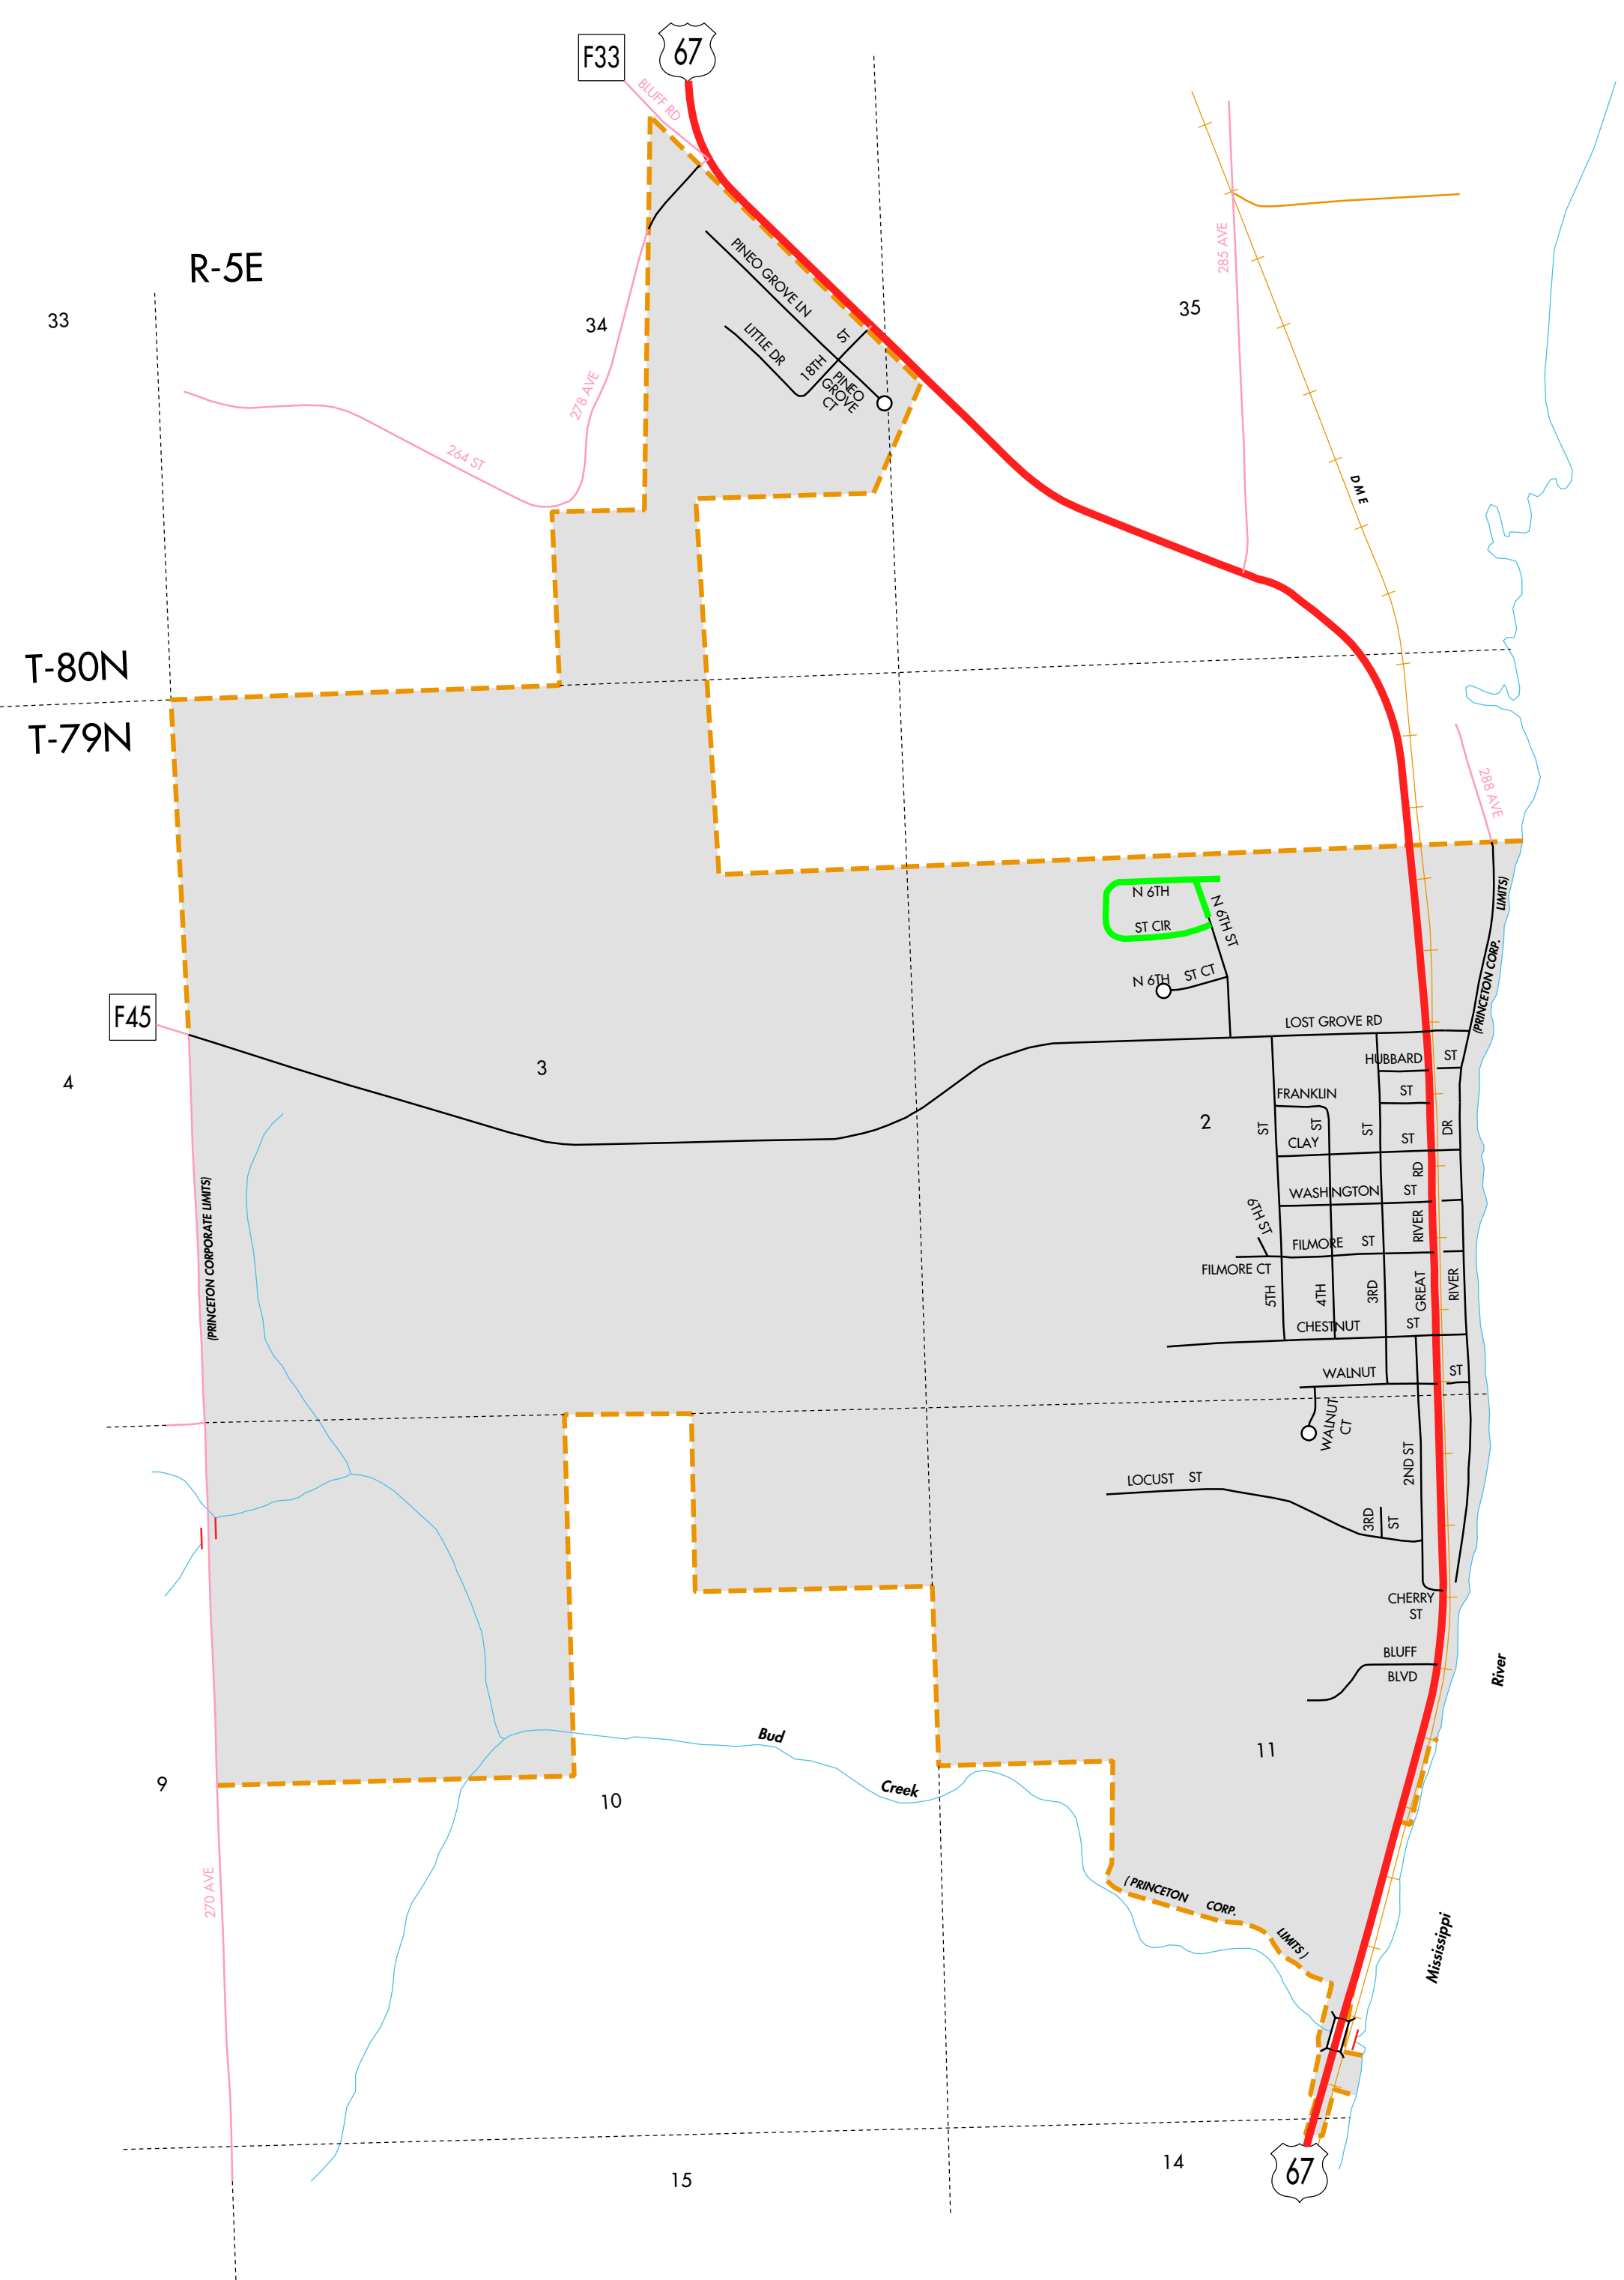 F33
67
BLUFF RD
R-5E
33
34
35
285 AVE
PINEO GROVE LN
LITTLE DR
18TH ST
PINEO
GROVE
CT
278 AVE
264 ST
DME
T-80N
T-79N
288 AVE
N 6TH
ST CIR
N 6TH ST
N 6TH ST CT
(PRINCETON CORP. LIMITS)
F45
LOST GROVE RD
4
3
2
HUBBARD ST
FRANKLIN ST
CLAY ST
WASHINGTON ST
6TH ST
FILMORE ST
FILMORE CT
5TH ST
4TH ST
3RD ST
GREAT RIVER RD
RIVER DR
CHESTNUT ST
WALNUT ST
WALNUT
CT
(PRINCETON CORPORATE LIMITS)
LOCUST ST
2ND ST
3RD
ST
CHERRY
ST
BLUFF
BLVD
River
Bud
Creek
9
10
11
270 AVE
( PRINCETON CORP. LIMITS )
Mississippi
15
14
67